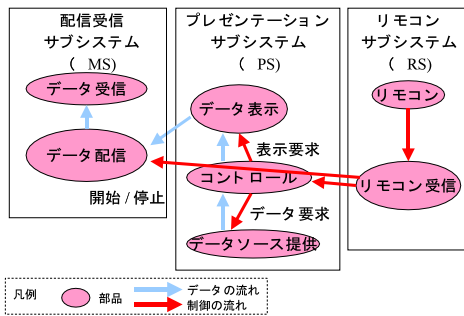 配信受信
サブシステム
( MS)
データ受信
データ配信
開始/停止
プレゼンテーション
サブシステム
( PS)
データ表示
表示要求
コントロール
データ要求
データソース提供
リモコン
サブシステム
( RS)
リモコン
リモコン受信
凡例
部品
データの流れ
制御の流れ